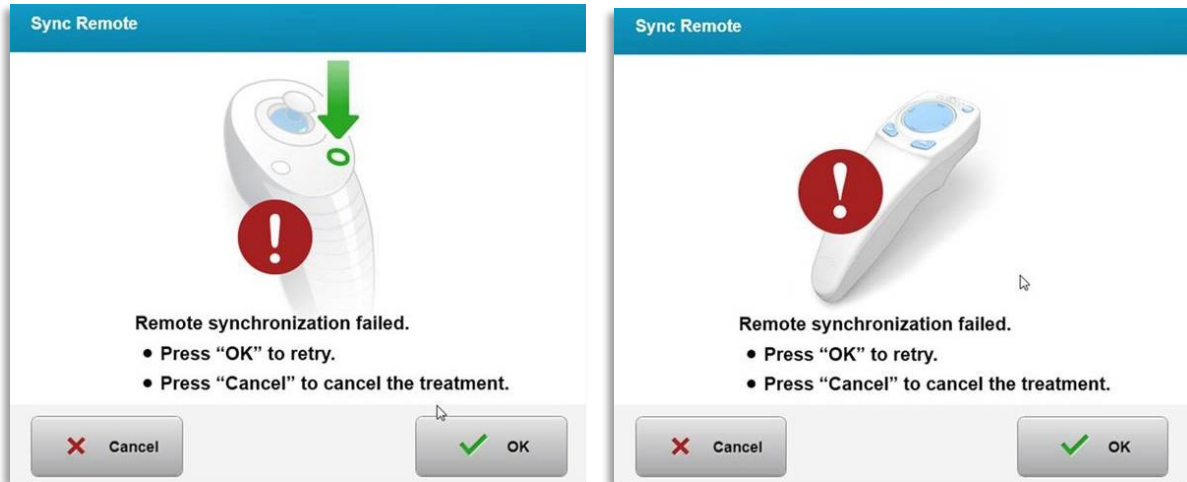 Sync Remote
Remote synchronization failed.
• Press “OK” to retry.
• Press “Cancel” to cancel the treatment.
Cancel
OK
Sync Remote
Remote synchronization failed.
• Press “OK” to retry.
• Press “Cancel” to cancel the treatment.
Cancel
OK